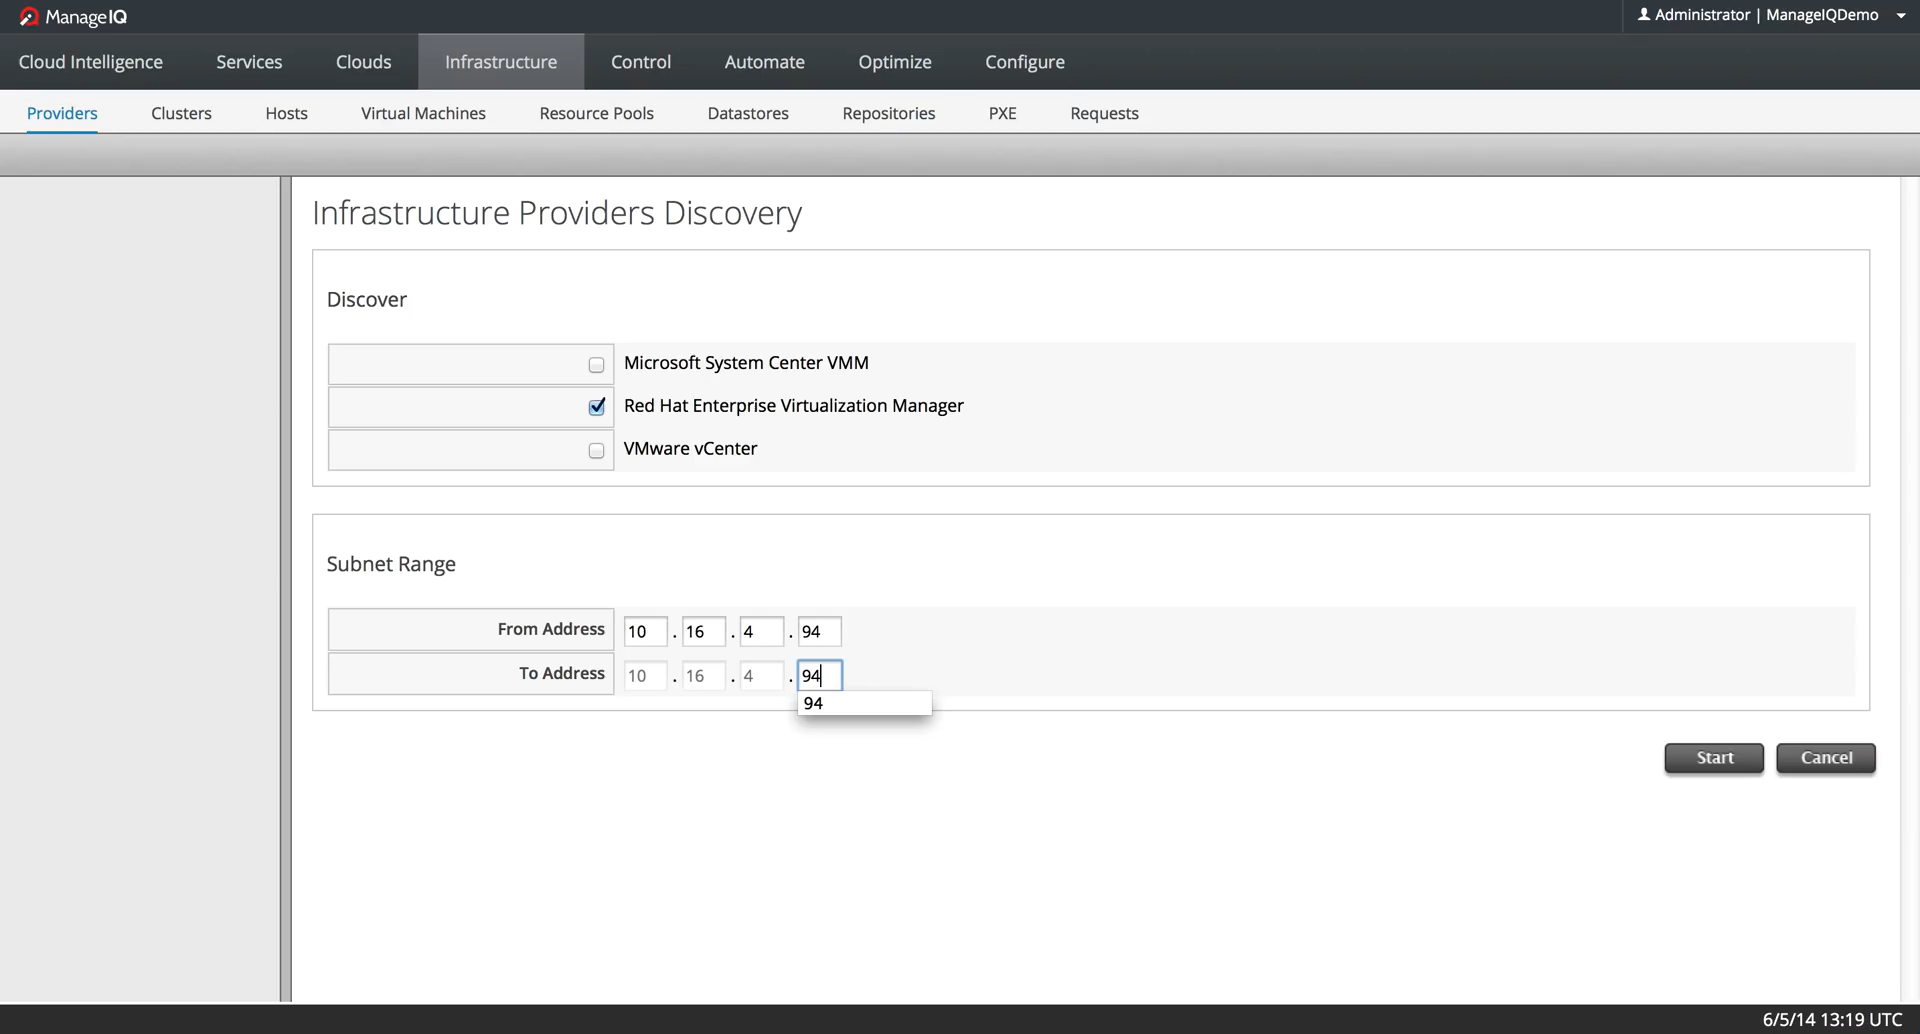 ManageIQ
Administrator | ManageIQDemo
Cloud Intelligence Services Clouds Infrastructure Control Automate Optimize Configure
Providers Clusters Hosts Virtual Machines Resource Pools Datastores Repositories PXE Requests
Infrastructure Providers Discovery
Discover
Microsoft System Center VMM
Red Hat Enterprise Virtualization Manager
VMware vCenter
Subnet Range
From Address 10 . 16 . 4 . 94
To Address 10 . 16 . 4 . 94
94
Start Cancel
6/5/14 13:19 UTC